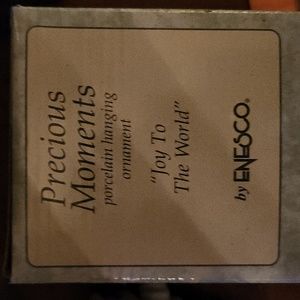 Precious
Moments
porcelain hanging
ornament
"Joy To
The World"
by ENESCO®